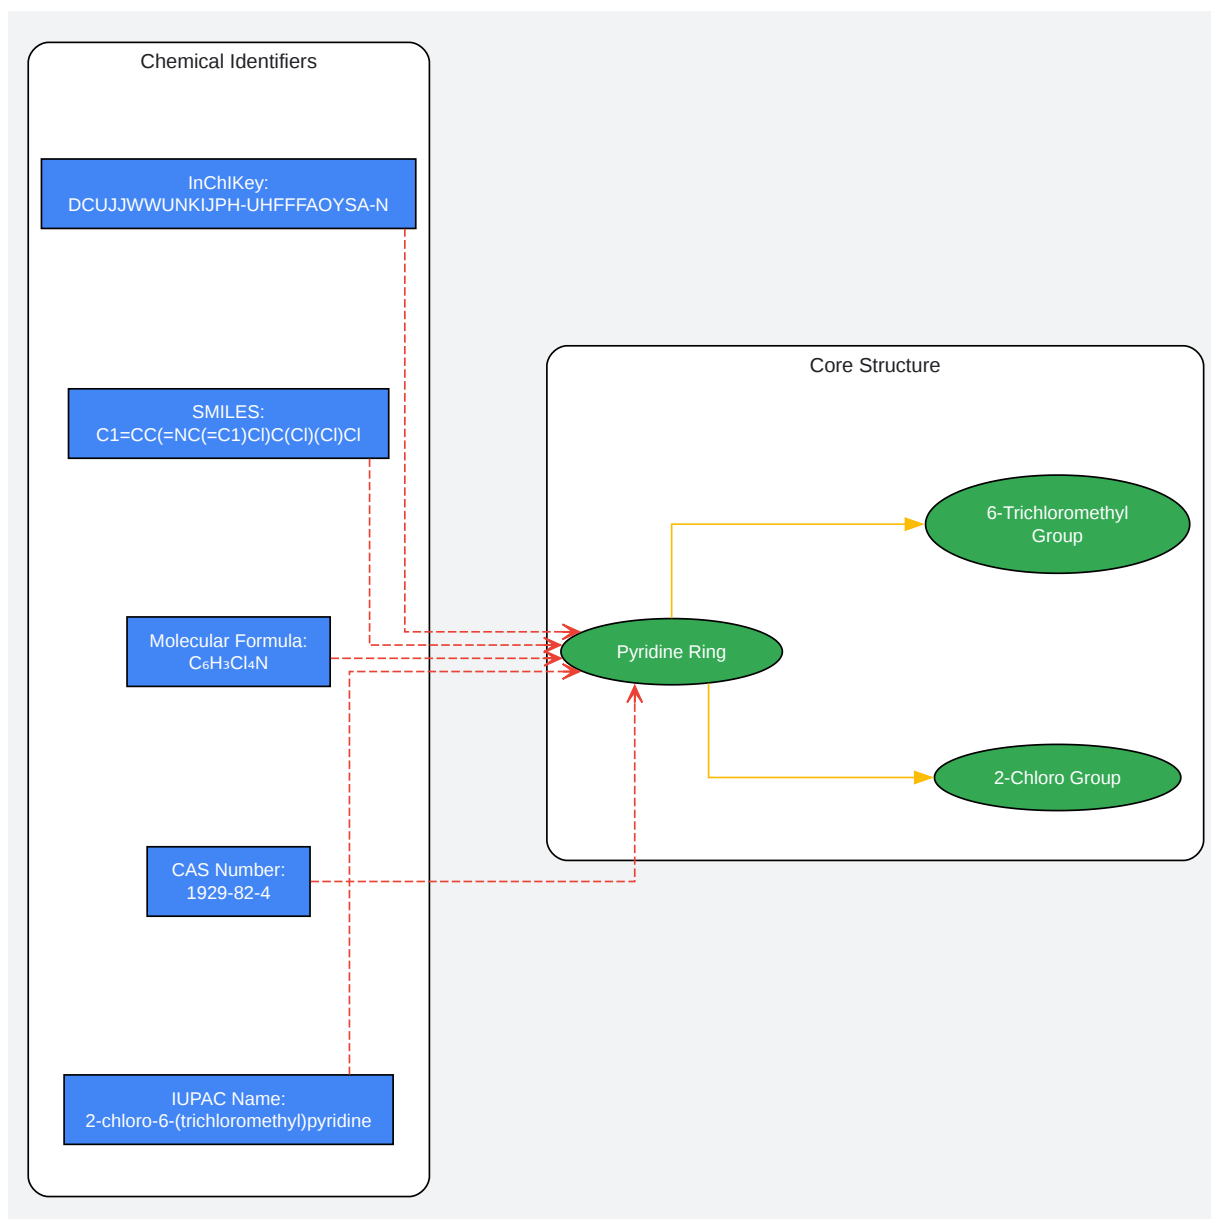 Chemical Identifiers
InChIKey:
DCUJJWWUNKIJPH-UHFFFAOYSA-N
SMILES:
C1=CC(=NC(=C1)Cl)C(Cl)(Cl)Cl
Molecular Formula:
C₆H₃Cl₄N
CAS Number:
1929-82-4
IUPAC Name:
2-chloro-6-(trichloromethyl)pyridine
Core Structure
6-Trichloromethyl
Group
Pyridine Ring
2-Chloro Group